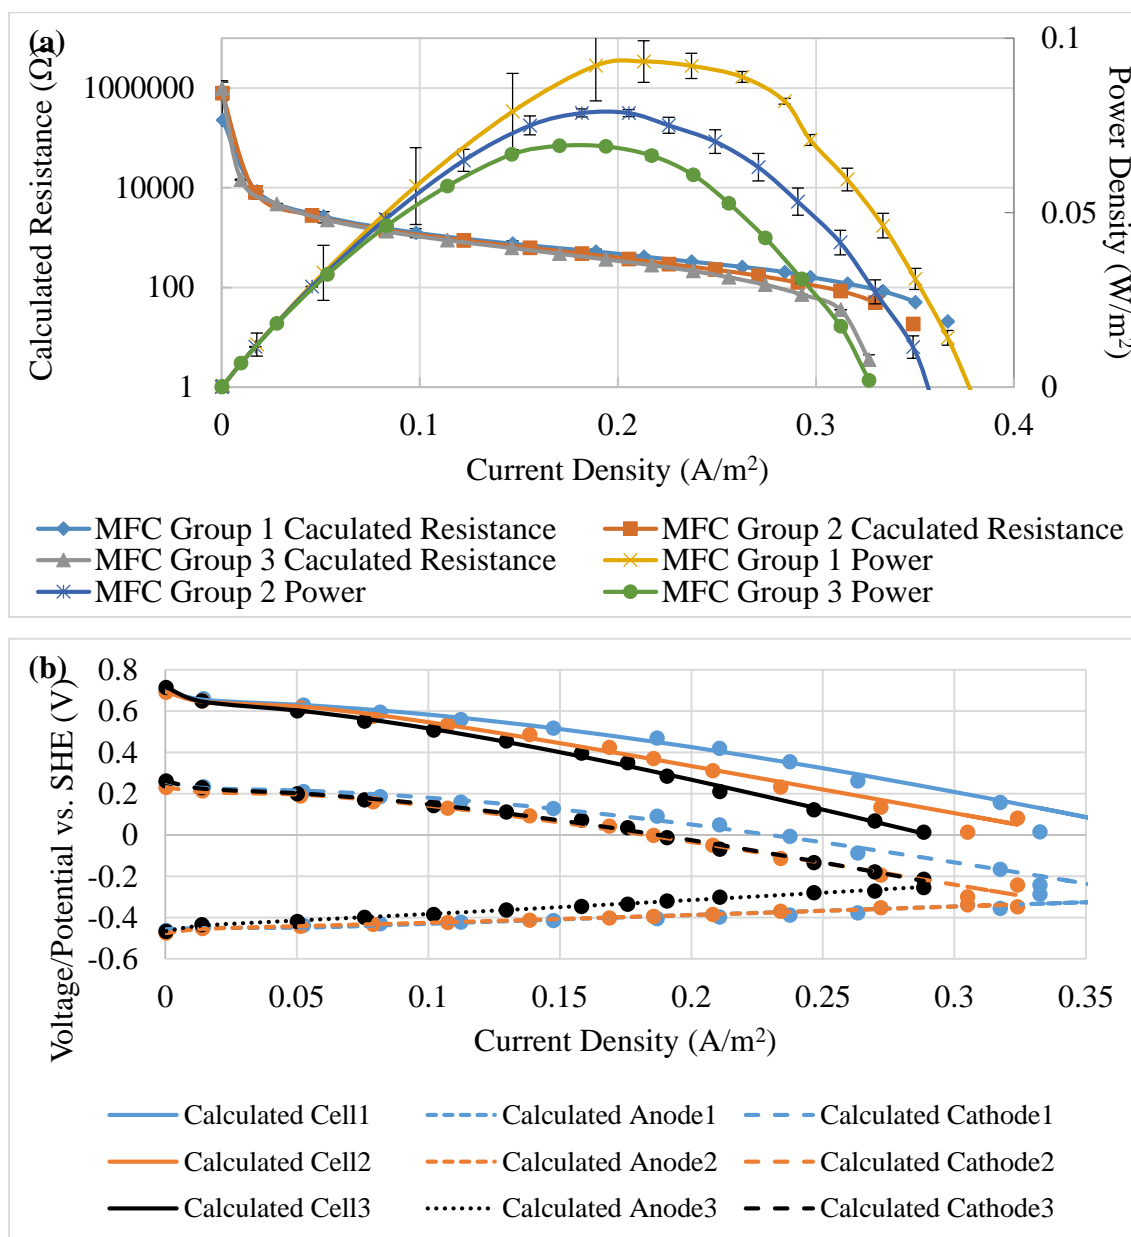 (a)
Calculated Resistance (Ω)
1000000
10000
100
1
0.1
0.05
0
Power Density (W/m2)
0 0.1 0.2 0.3 0.4
Current Density (A/m2)
MFC Group 1 Caculated Resistance MFC Group 2 Caculated Resistance
MFC Group 3 Caculated Resistance MFC Group 1 Power
MFC Group 2 Power MFC Group 3 Power
(b)
Voltage/Potential vs. SHE (V)
0.8
0.6
0.4
0.2
0
-0.2
-0.4
-0.6
0 0.05 0.1 0.15 0.2 0.25 0.3 0.35
Current Density (A/m2)
Calculated Cell1 Calculated Anode1 Calculated Cathode1
Calculated Cell2 Calculated Anode2 Calculated Cathode2
Calculated Cell3 Calculated Anode3 Calculated Cathode3